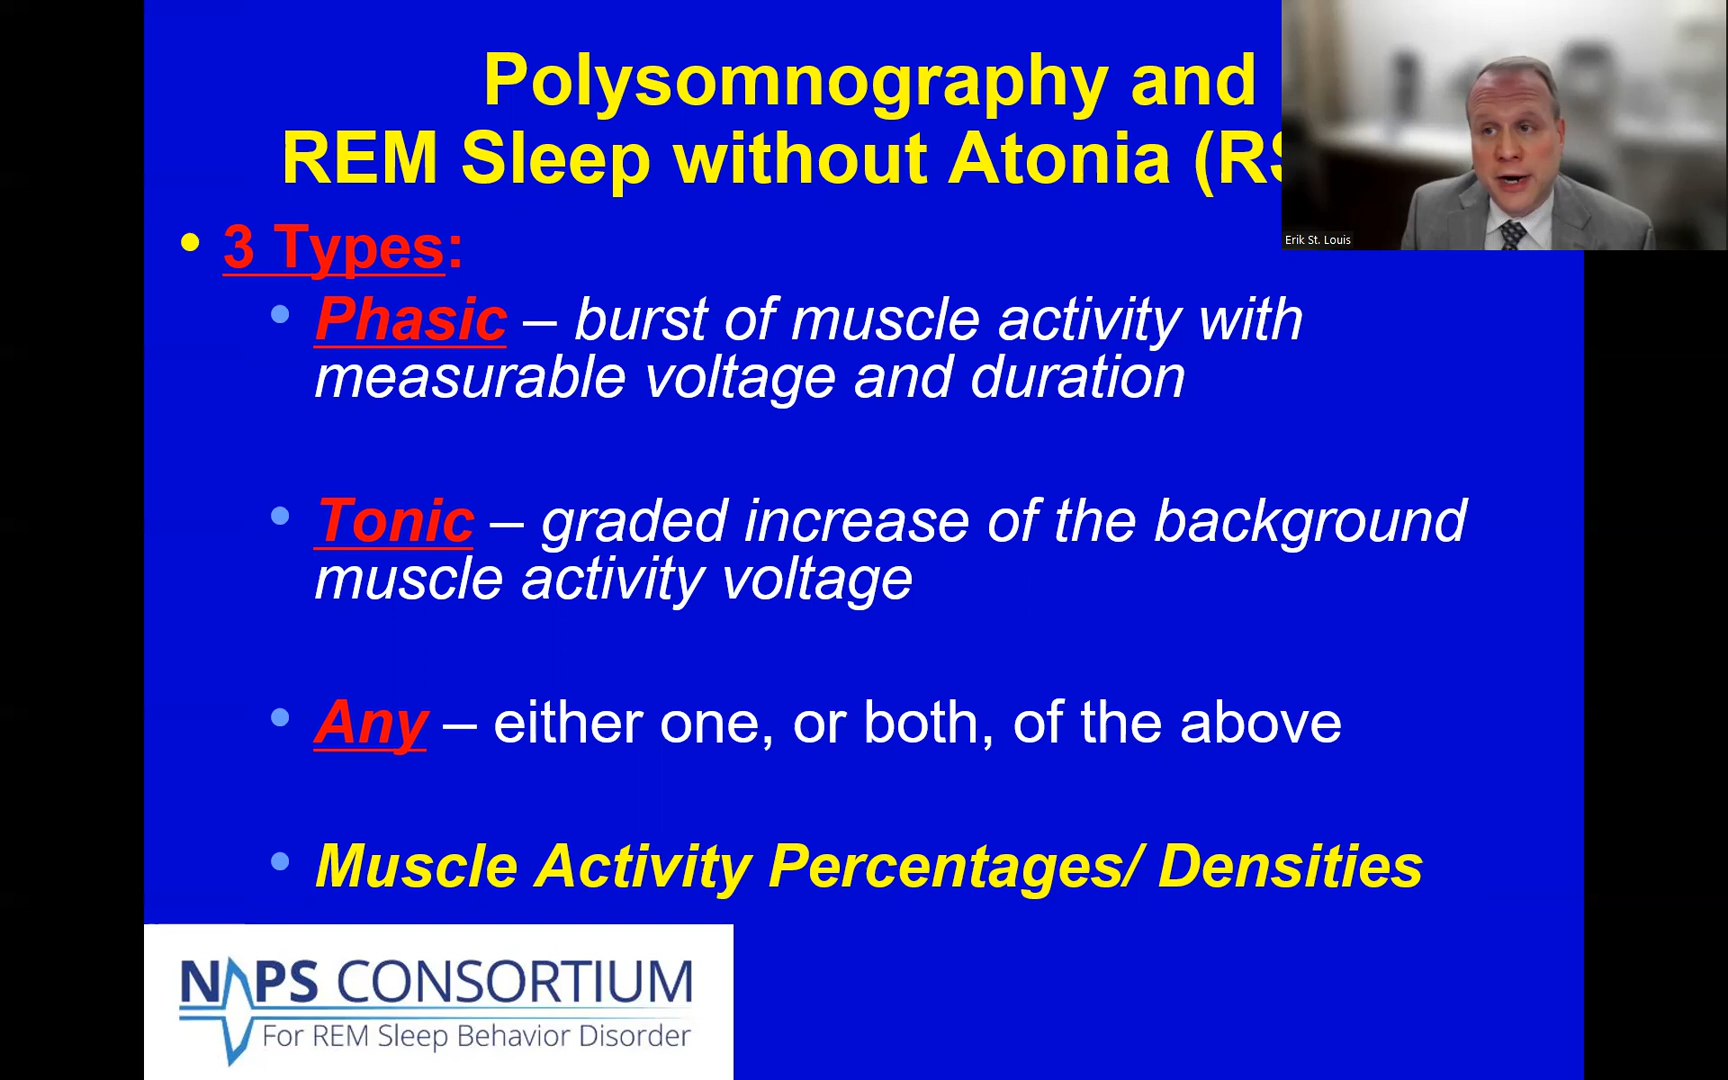 Polysomnography and
REM Sleep without Atonia (RS
Erik St. Louis
• 3 Types:
• Phasic – burst of muscle activity with
measurable voltage and duration
• Tonic – graded increase of the background
muscle activity voltage
• Any – either one, or both, of the above
• Muscle Activity Percentages/ Densities
NAPS CONSORTIUM
For REM Sleep Behavior Disorder